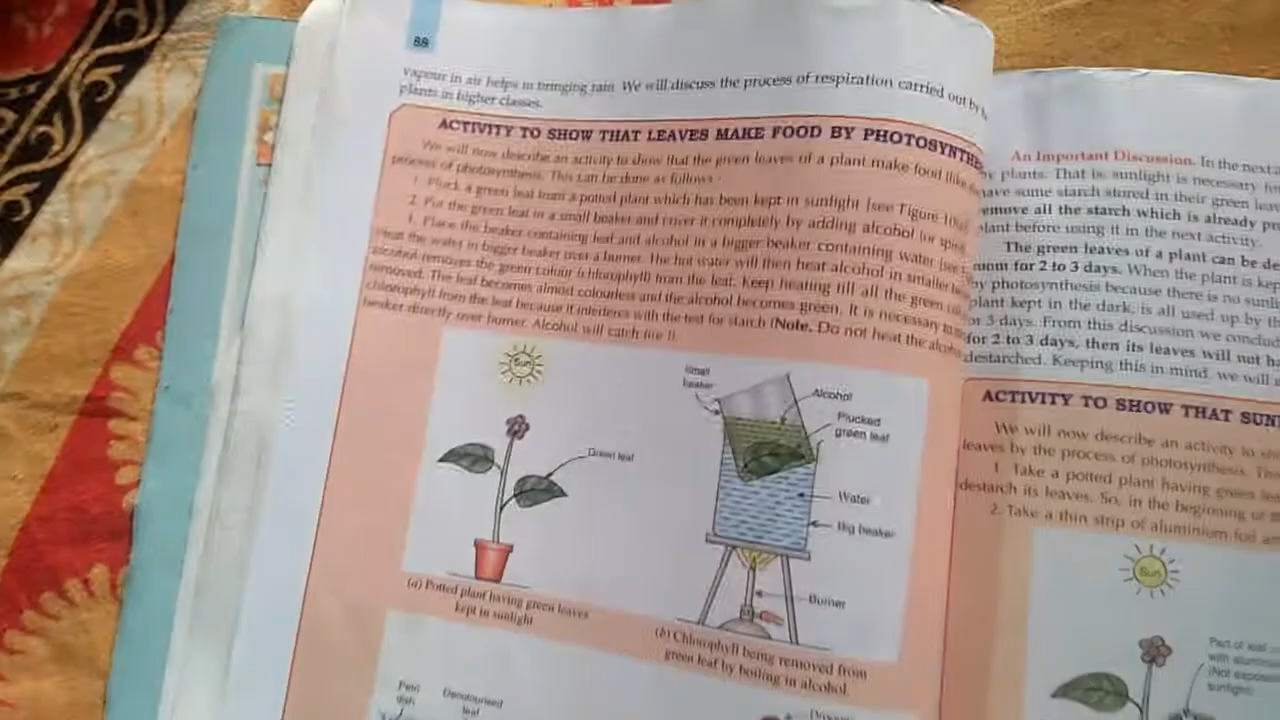 88
vapour in air helps in bringing rain. We will discuss the process of respiration carried out by
plants in higher classes.
ACTIVITY TO SHOW THAT LEAVES MAKE FOOD BY PHOTOSYNTHE
We will now describe an activity to show that the green leaves of a plant make food
process of photosynthesis. This can be done as follows :
1. Pluck a green leaf from a potted plant which has been kept in sunlight [see Figure
2. Put the green leaf in a small beaker and cover it completely by adding alcohol (or
Place the beaker containing leaf and alcohol in a bigger beaker containing water
Heat the water in bigger beaker over a burner. The hot water will then heat alcohol in smaller
Alcohol removes the green colour (chlorophyll) from the leaf. Keep heating till all the green
removed. The leaf becomes almost colourless and the alcohol becomes green. It is necessary to
chlorophyll from the leaf because it interferes with the test for starch (Note. Do not heat the
beaker directly over burner. Alcohol will catch fire !).
Sun
Green leaf
(a) Potted plant having green leaves
kept in sunlight
Small
beaker
Alcohol
Plucked
green leaf
Water
Big beaker
Burner
(b) Chlorophyll being removed from
green leaf by boiling in alcohol
Petri
dish
Decolourised
leaf
An Important Discussion. In the next
plants. That is, sunlight is necessary
have some starch stored in their green
remove all the starch which is already
plant before using it in the next activity.
The green leaves of a plant can be
room for 2 to 3 days. When the plant is kept
by photosynthesis because there is no
plant kept in the dark, is all used up by
or 3 days. From this discussion we
for 2 to 3 days, then its leaves will not
destarched. Keeping this in mind, we will
ACTIVITY TO SHOW THAT SUN
We will now describe an activity to
leaves by the process of photosynthesis.
1. Take a potted plant having green
destarch its leaves. So, in the beginning of
2. Take a thin strip of aluminium foil
Sun
Part of leaf
with
(Not
sunlight)